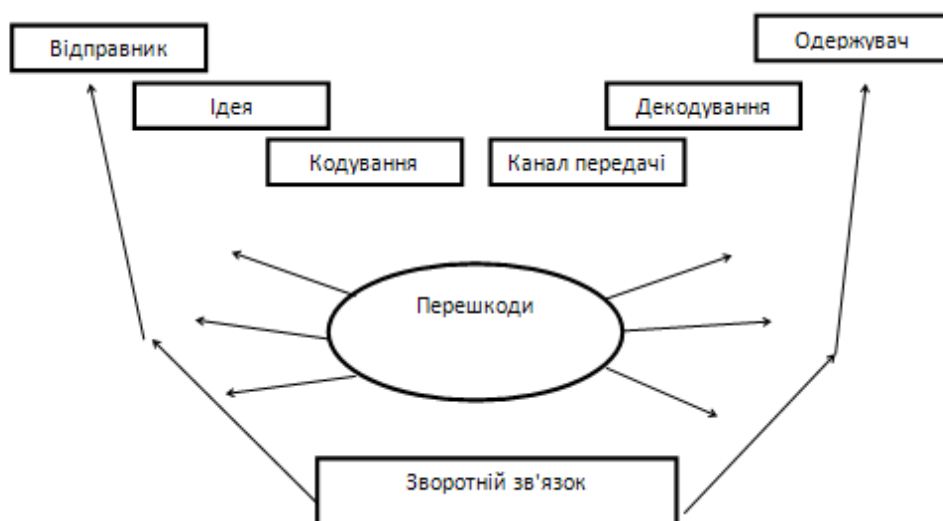 Відправник
Одержувач
Ідея
Декодування
Кодування
Канал передачі
Перешкоди
Зворотній зв'язок